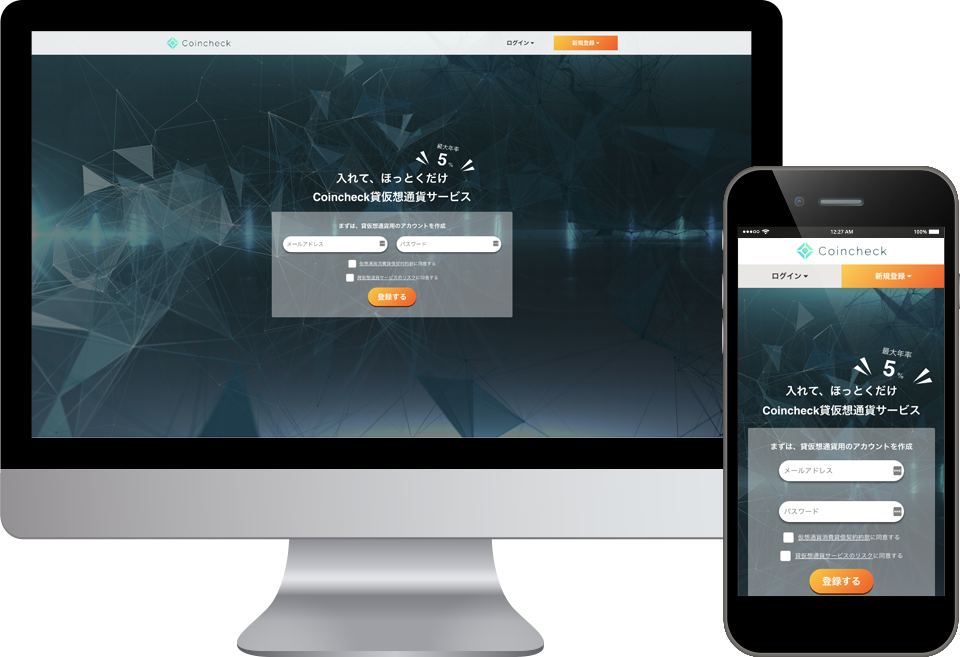 Coincheck
ログイン
新規登録
最大年率
5%
入れて、ほっとくだけ
Coincheck貸仮想通貨サービス
まずは、貸仮想通貨用のアカウントを作成
メールアドレス
パスワード
仮想通貨消費貸借契約約款に同意する
貸仮想通貨サービスのリスクに同意する
登録する
12:27 AM
100%
Coincheck
ログイン
新規登録
最大年率
5%
入れて、ほっとくだけ
Coincheck貸仮想通貨サービス
まずは、貸仮想通貨用のアカウントを作成
メールアドレス
パスワード
仮想通貨消費貸借契約約款に同意する
貸仮想通貨サービスのリスクに同意する
登録する